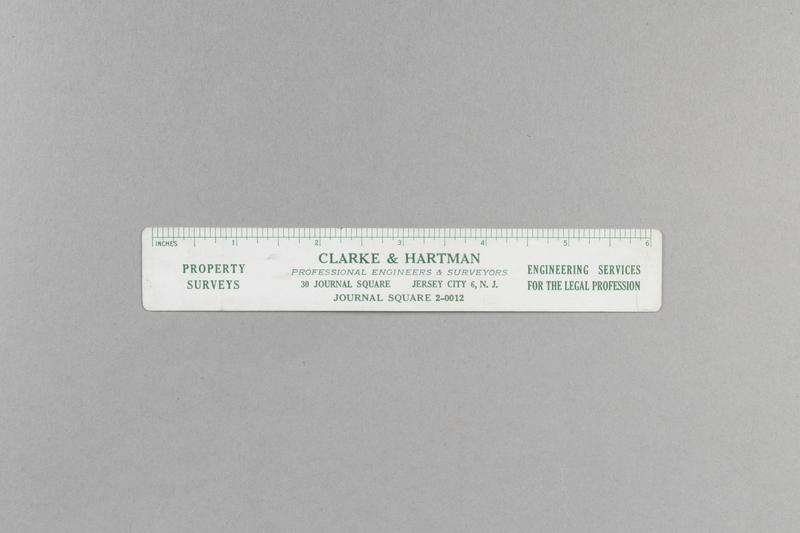 INCHES 1 2 3 4 5 6
CLARKE & HARTMAN
PROFESSIONAL ENGINEERS & SURVEYORS
30 JOURNAL SQUARE JERSEY CITY 6, N. J.
JOURNAL SQUARE 2-0012
PROPERTY
SURVEYS
ENGINEERING SERVICES
FOR THE LEGAL PROFESSION